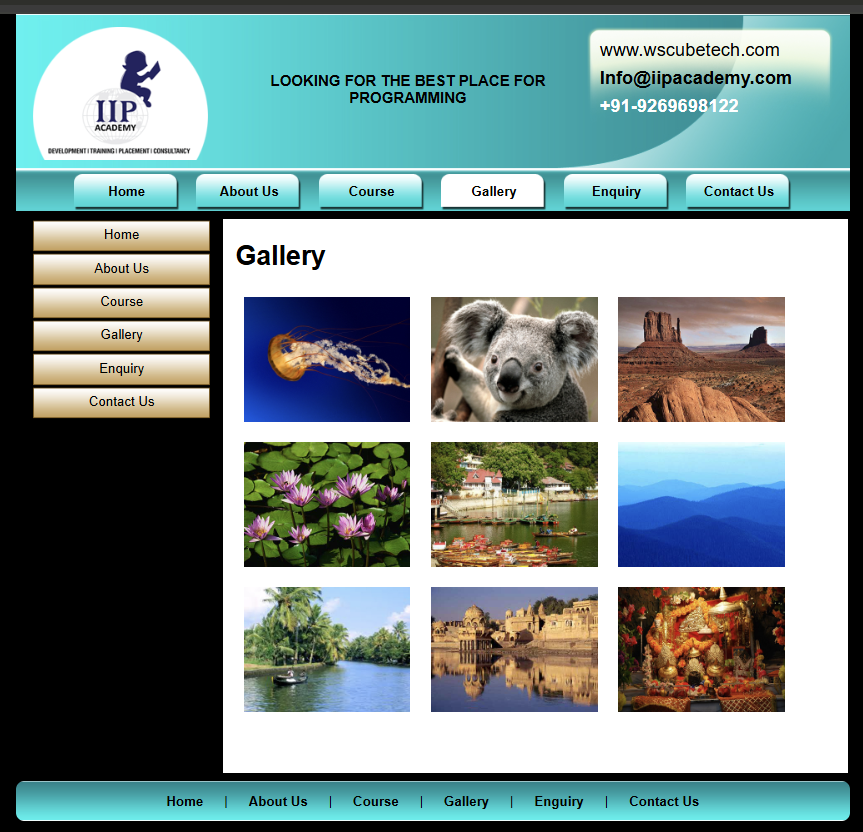 IIP
ACADEMY
DEVELOPMENT | TRAINING | PLACEMENT | CONSULTANCY
LOOKING FOR THE BEST PLACE FOR
PROGRAMMING
www.wscubetech.com
Info@iipacademy.com
+91-9269698122
Home About Us Course Gallery Enquiry Contact Us
Home
About Us
Course
Gallery
Enquiry
Contact Us
Gallery
Home | About Us | Course | Gallery | Enguiry | Contact Us